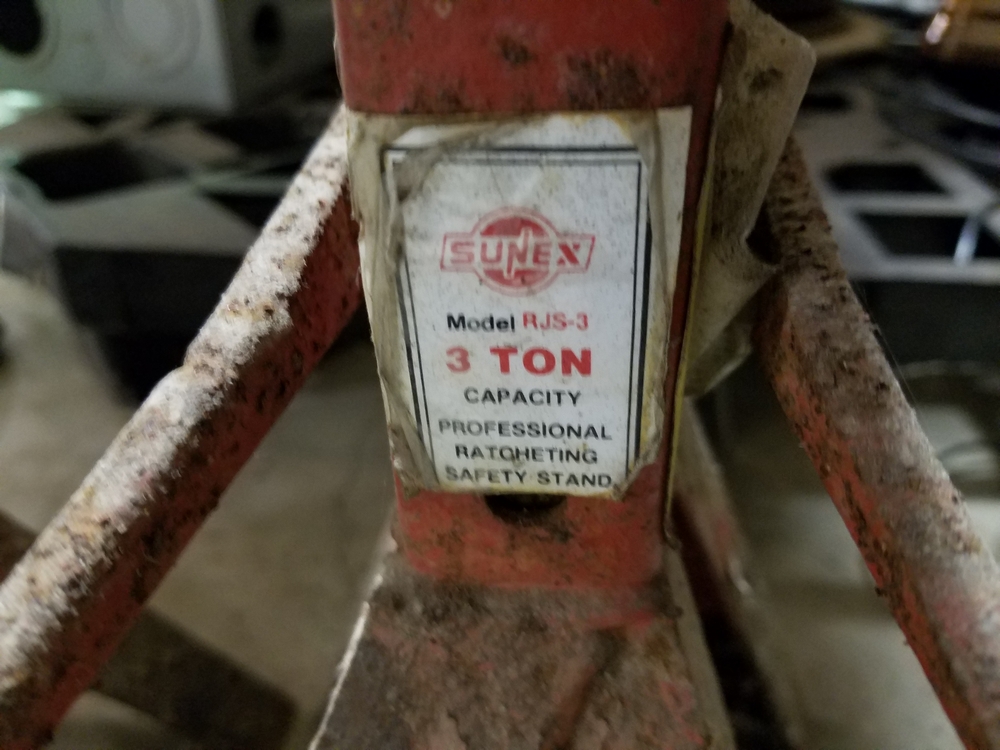 SUNEX
Model RJS-3
3 TON
CAPACITY
PROFESSIONAL
RATCHETING
SAFETY STAND